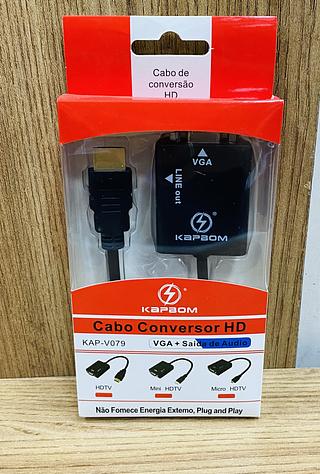 Cabo de
conversão
HD
VGA
LINE out
KAPBOM
KAPBOM
Cabo Conversor HD
KAP-V079
VGA + Saída de Audio
HDTV
Mini HDTV
Micro HDTV
Não Fornece Energia Externo, Plug and Play